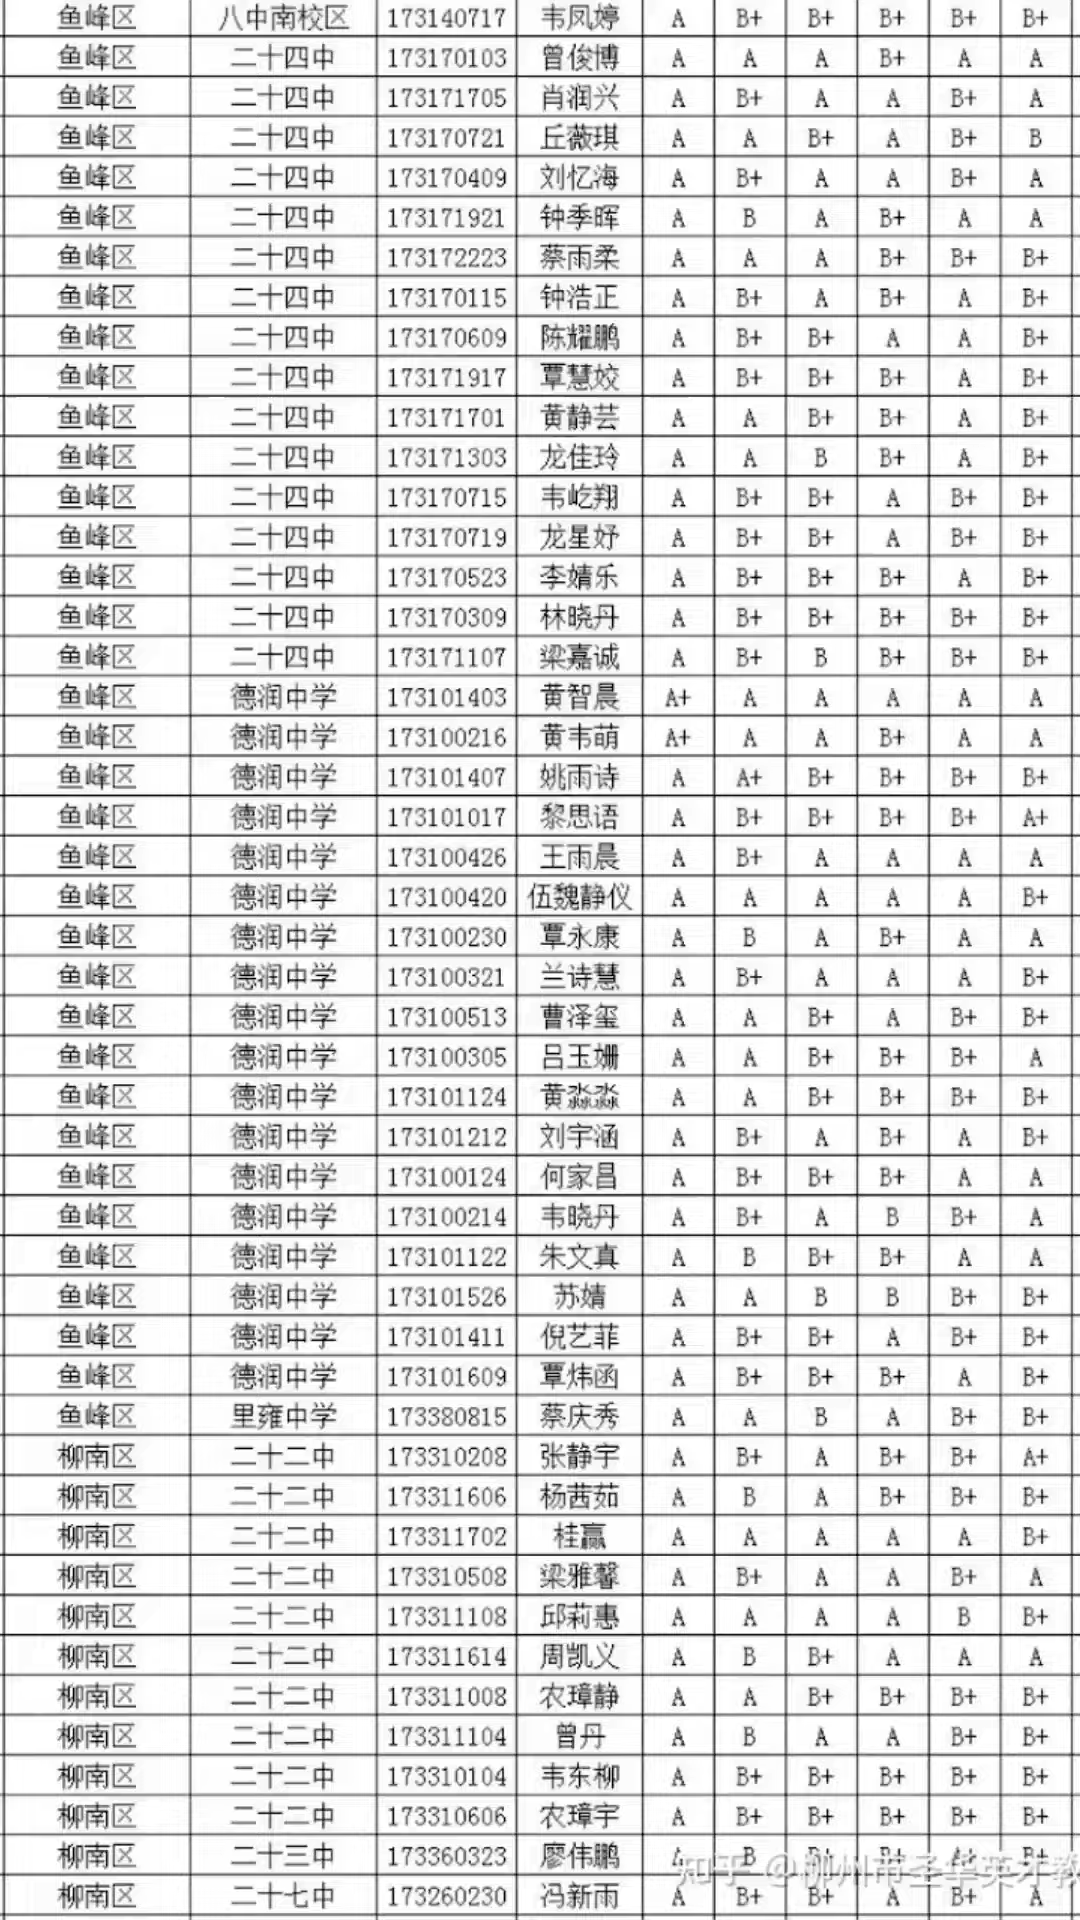 鱼峰区 八中南校区 173140717 韦凤婷 A B+ B+ B+ B+ B+
鱼峰区 二十四中 173170103 曾俊博 A A A B+ A A
鱼峰区 二十四中 173171705 肖润兴 A B+ A A B+ A
鱼峰区 二十四中 173170721 丘薇琪 A A B+ A B+ B
鱼峰区 二十四中 173170409 刘忆海 A B+ A A B+ A
鱼峰区 二十四中 173171921 钟季晖 A B A B+ A A
鱼峰区 二十四中 173172223 蔡雨柔 A A A B+ B+ B+
鱼峰区 二十四中 173170115 钟浩正 A B+ A B+ A B+
鱼峰区 二十四中 173170609 陈耀鹏 A B+ B+ A A B+
鱼峰区 二十四中 173171917 覃慧姣 A B+ B+ B+ A B+
鱼峰区 二十四中 173171701 黄静芸 A A B+ B+ A B+
鱼峰区 二十四中 173171303 龙佳玲 A A B B+ A B+
鱼峰区 二十四中 173170715 韦屹翔 A B+ B+ A B+ B+
鱼峰区 二十四中 173170719 龙星妤 A B+ B+ A B+ B+
鱼峰区 二十四中 173170523 李婧乐 A B+ B+ B+ A B+
鱼峰区 二十四中 173170309 林晓丹 A B+ B+ B+ B+ B+
鱼峰区 二十四中 173171107 梁嘉诚 A B+ B B+ B+ B+
鱼峰区 德润中学 173101403 黄智晨 A+ A A A A A
鱼峰区 德润中学 173100216 黄韦萌 A+ A A B+ A A
鱼峰区 德润中学 173101407 姚雨诗 A A+ B+ B+ B+ B+
鱼峰区 德润中学 173101017 黎思语 A B+ B+ B+ B+ A+
鱼峰区 德润中学 173100426 王雨晨 A B+ A A A A
鱼峰区 德润中学 173100420 伍魏静仪 A A A A A B+
鱼峰区 德润中学 173100230 覃永康 A B A B+ A A
鱼峰区 德润中学 173100321 兰诗慧 A B+ A A A B+
鱼峰区 德润中学 173100513 曹泽玺 A A B+ A B+ B+
鱼峰区 德润中学 173100305 吕玉姗 A A B+ B+ B+ A
鱼峰区 德润中学 173101124 黄淼淼 A A B+ B+ B+ B+
鱼峰区 德润中学 173101212 刘宇涵 A B+ A B+ A B+
鱼峰区 德润中学 173100124 何家昌 A B+ B+ B+ A A
鱼峰区 德润中学 173100214 韦晓丹 A B+ A B B+ A
鱼峰区 德润中学 173101122 朱文真 A B B+ B+ A A
鱼峰区 德润中学 173101526 苏婧 A A B B B+ B+
鱼峰区 德润中学 173101411 倪艺菲 A B+ B+ A B+ B+
鱼峰区 德润中学 173101609 覃炜函 A B+ B+ B+ A B+
鱼峰区 里雍中学 173380815 蔡庆秀 A A B A B+ B+
柳南区 二十二中 173310208 张静宇 A B+ A B+ B+ A+
柳南区 二十二中 173311606 杨茜茹 A B A B+ B+ B+
柳南区 二十二中 173311702 桂赢 A A A A A B+
柳南区 二十二中 173310508 梁雅馨 A B+ A A B+ A
柳南区 二十二中 173311108 邱莉惠 A A A A B B+
柳南区 二十二中 173311614 周凯义 A B B+ A A A
柳南区 二十二中 173311008 农璋静 A A B+ B+ B+ B+
柳南区 二十二中 173311104 曾丹 A B A A B+ B+
柳南区 二十二中 173310104 韦东柳 A B+ B+ B+ B+ B+
柳南区 二十二中 173310606 农璋宇 A B+ B+ B+ B+ B+
柳南区 二十三中 173360323 廖伟鹏 A B B+ B+ A+ B+
知乎 @柳州市圣华英才教
柳南区 二十七中 173260230 冯新雨 A B+ B+ A B+ A